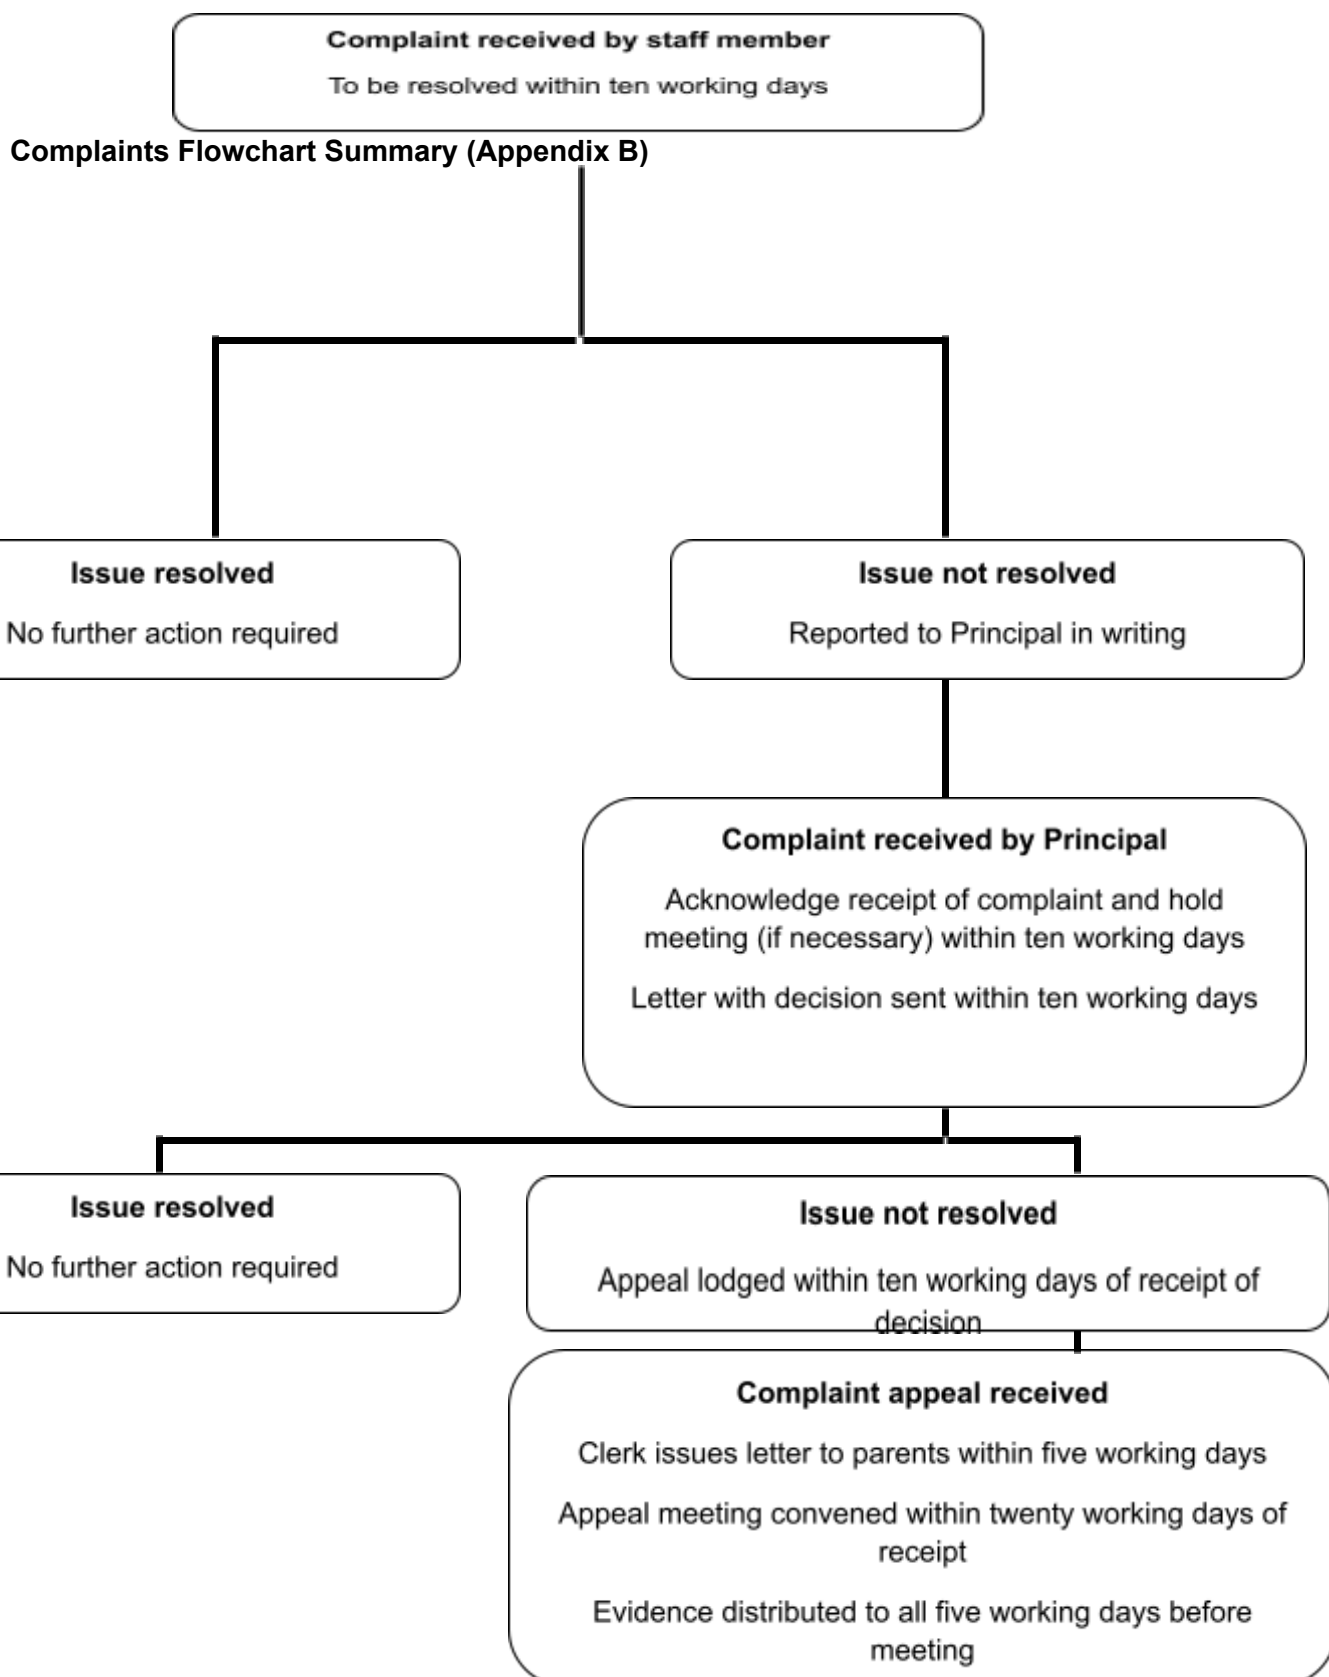 Complaint received by staff member
To be resolved within ten working days
Complaints Flowchart Summary (Appendix B)
Issue resolved
No further action required
Issue not resolved
Reported to Principal in writing
Complaint received by Principal
Acknowledge receipt of complaint and hold
meeting (if necessary) within ten working days
Letter with decision sent within ten working days
Issue resolved
No further action required
Issue not resolved
Appeal lodged within ten working days of receipt of
decision
Complaint appeal received
Clerk issues letter to parents within five working days
Appeal meeting convened within twenty working days of
receipt
Evidence distributed to all five working days before
meeting